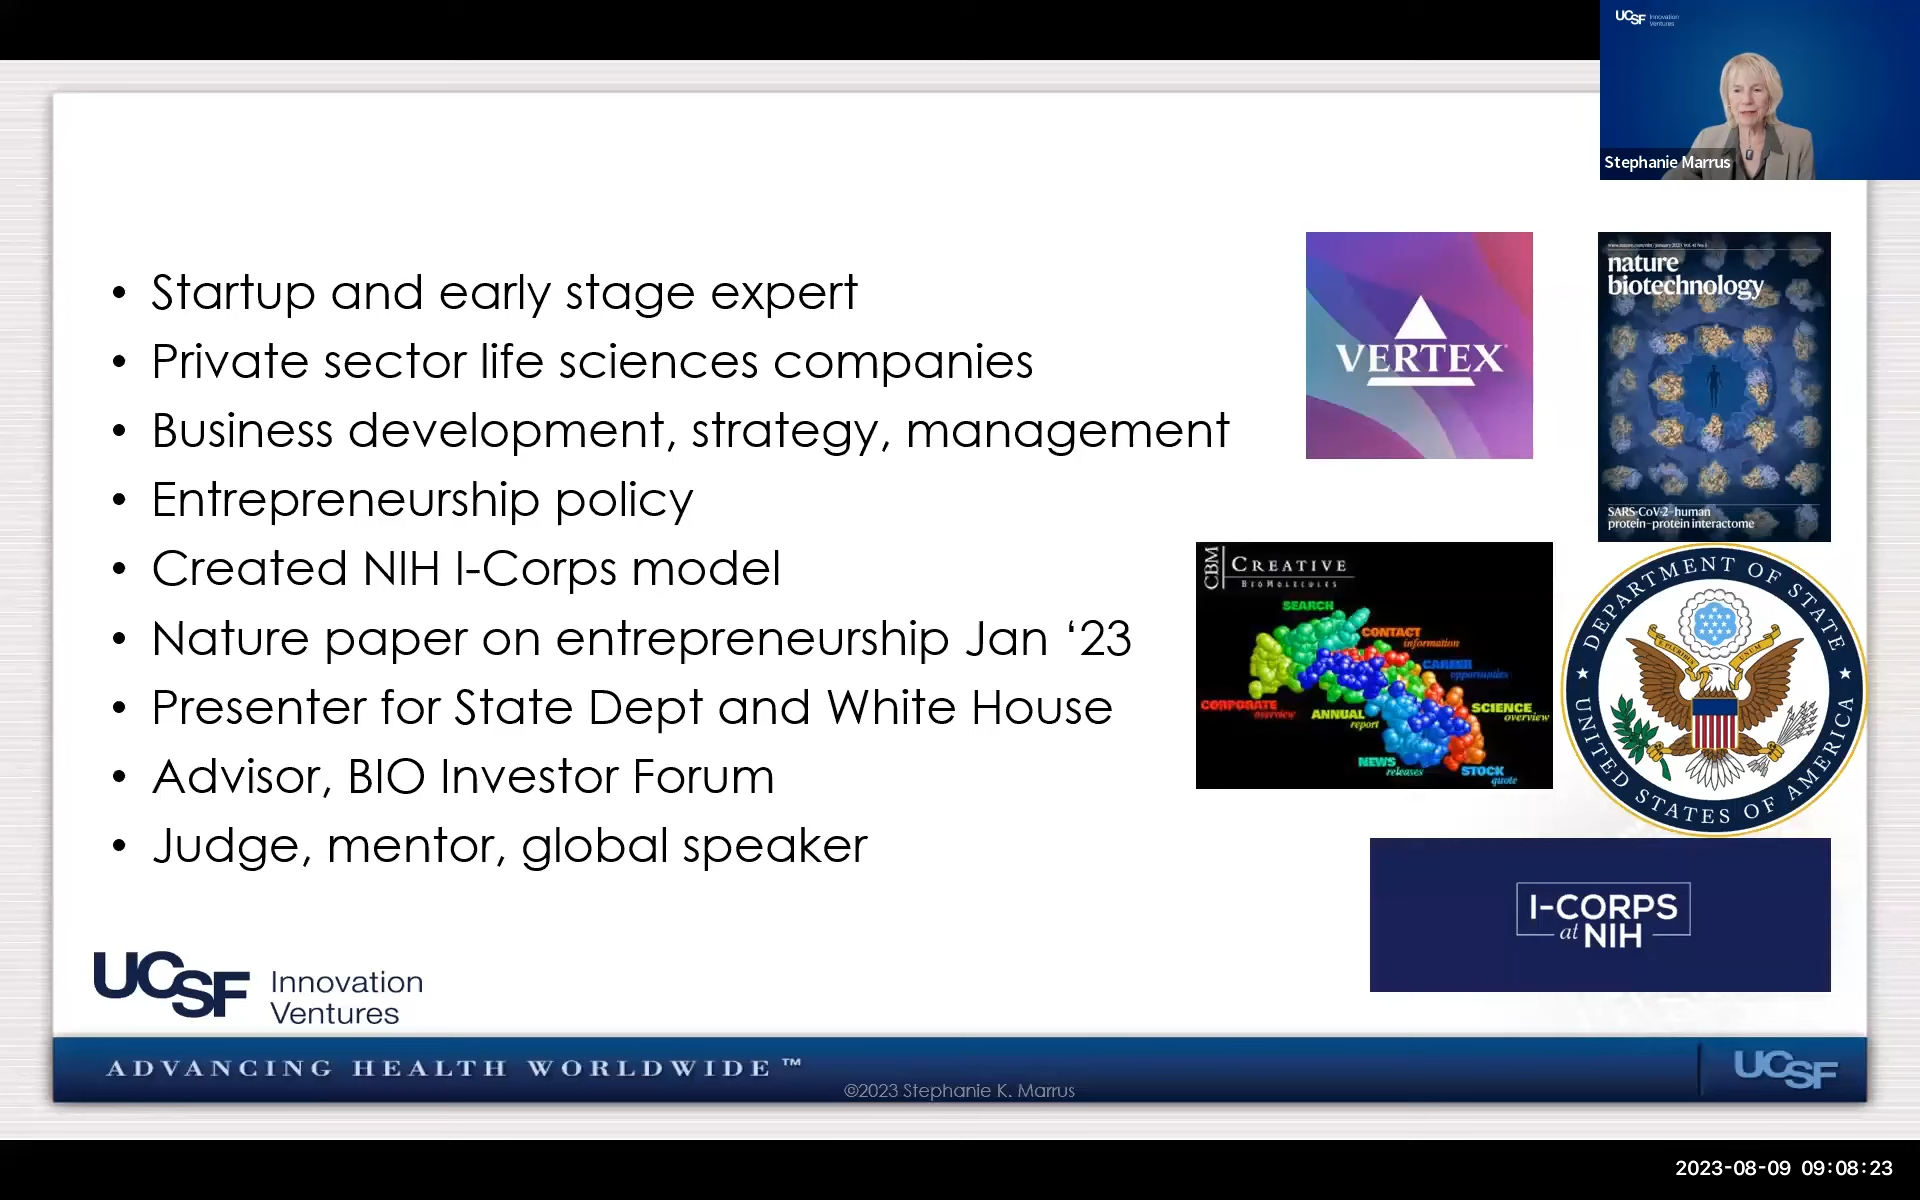 UCSF Innovation
Ventures
Stephanie Marrus
• Startup and early stage expert
• Private sector life sciences companies
• Business development, strategy, management
• Entrepreneurship policy
• Created NIH I-Corps model
• Nature paper on entrepreneurship Jan ‘23
• Presenter for State Dept and White House
• Advisor, BIO Investor Forum
• Judge, mentor, global speaker
VERTEX
nature
biotechnology
SARS-CoV-2–human
protein–protein interactome
CBM CREATIVE
BIOMOLECULES
SEARCH
CONTACT
information
CAREER
opportunities
CORPORATE
overview
ANNUAL
report
SCIENCE
overview
NEWS
releases
STOCK
quote
DEPARTMENT OF STATE
UNITED STATES OF AMERICA
I-CORPS
at NIH
UCSF Innovation
Ventures
ADVANCING HEALTH WORLDWIDE™
©2023 Stephanie K. Marrus
UCSF
2023-08-09 09:08:23